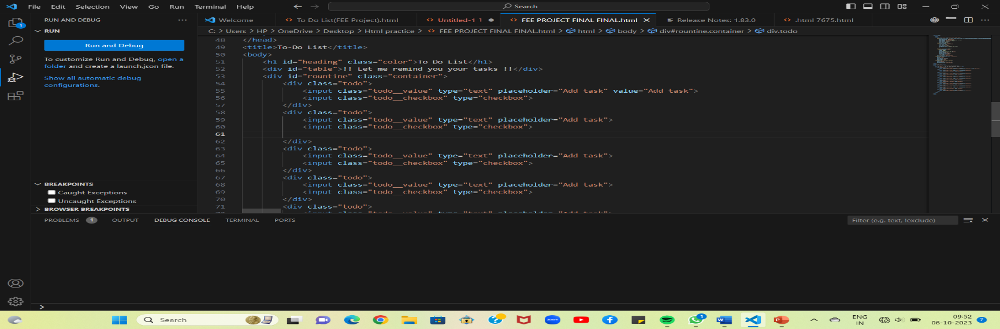 File Edit Selection View Go Run Terminal Help Search
RUN AND DEBUG ...
Welcome To Do List(FEE Project).html Untitled-1 1 FEE PROJECT FINAL FINAL.html Release Notes: 1.83.0 .html 7675.html
RUN
C: > Users > HP > OneDrive > Desktop > Html practice > FEE PROJECT FINAL FINAL.html > html > body > div#rountine.container > div.todo
Run and Debug
To customize Run and Debug, open a
folder and create a launch.json file.
Show all automatic debug
configurations.
48 </head>
49 <title>To-Do List</title>
50 <body>
51 <h1 id="heading" class="color">To Do List</h1>
52 <div id="table">!! Let me remind you your tasks !!</div>
53 <div id="rountine" class="container">
54 <div class="todo">
55 <input class="todo__value" type="text" placeholder="Add task" value="Add task">
56 <input class="todo__checkbox" type="checkbox">
57 </div>
58 <div class="todo">
59 <input class="todo__value" type="text" placeholder="Add task">
60 <input class="todo__checkbox" type="checkbox">
61
62 </div>
63 <div class="todo">
64 <input class="todo__value" type="text" placeholder="Add task">
65 <input class="todo__checkbox" type="checkbox">
66 </div>
67 <div class="todo">
68 <input class="todo__value" type="text" placeholder="Add task">
69 <input class="todo__checkbox" type="checkbox">
70 </div>
71 <div class="todo">
<input class="todo__value" type="text" placeholder="Add task">
BREAKPOINTS
Caught Exceptions
Uncaught Exceptions
BROWSER BREAKPOINTS
PROBLEMS 1 OUTPUT DEBUG CONSOLE TERMINAL PORTS Filter (e.g. text, !exclude)
>
Search zoom 1 ENG
IN
09:52
06-10-2023 7